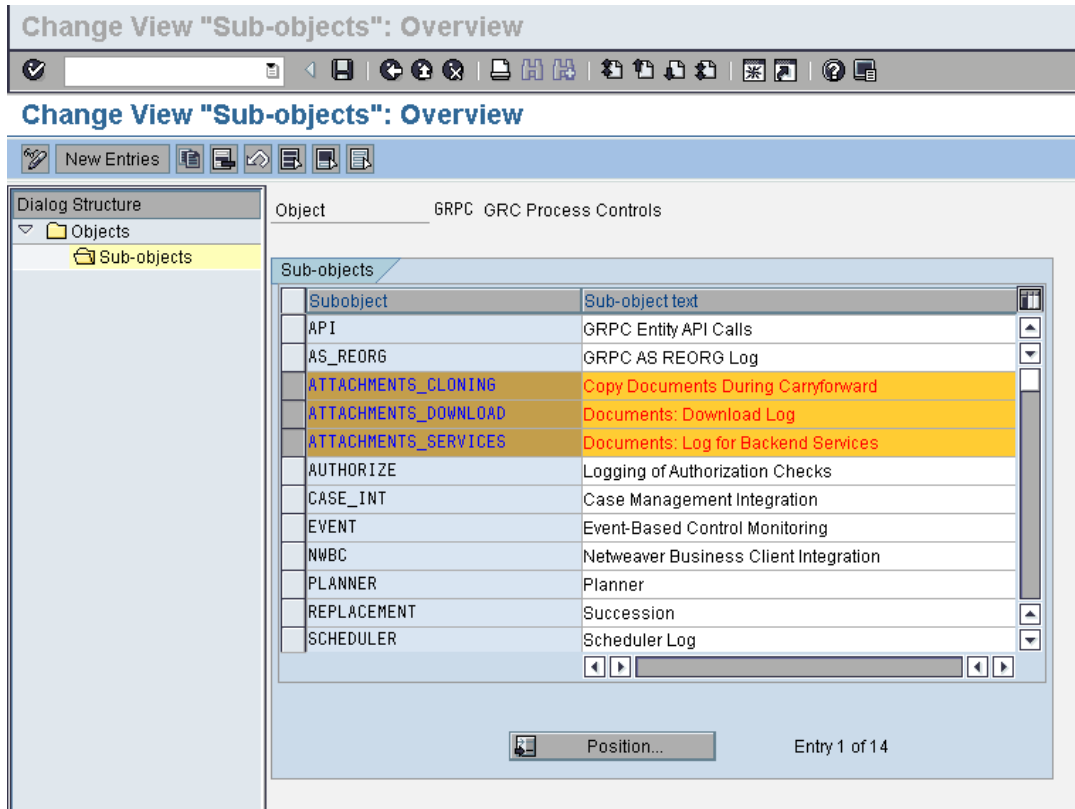 Change View "Sub-objects": Overview
Change View "Sub-objects": Overview
New Entries
Dialog Structure
Objects
Sub-objects
Object GRPC GRC Process Controls
Sub-objects
Subobject Sub-object text
API GRPC Entity API Calls
AS_REORG GRPC AS REORG Log
ATTACHMENTS_CLONING Copy Documents During Carryforward
ATTACHMENTS_DOWNLOAD Documents: Download Log
ATTACHMENTS_SERVICES Documents: Log for Backend Services
AUTHORIZE Logging of Authorization Checks
CASE_INT Case Management Integration
EVENT Event-Based Control Monitoring
NWBC Netweaver Business Client Integration
PLANNER Planner
REPLACEMENT Succession
SCHEDULER Scheduler Log
Position... Entry 1 of 14